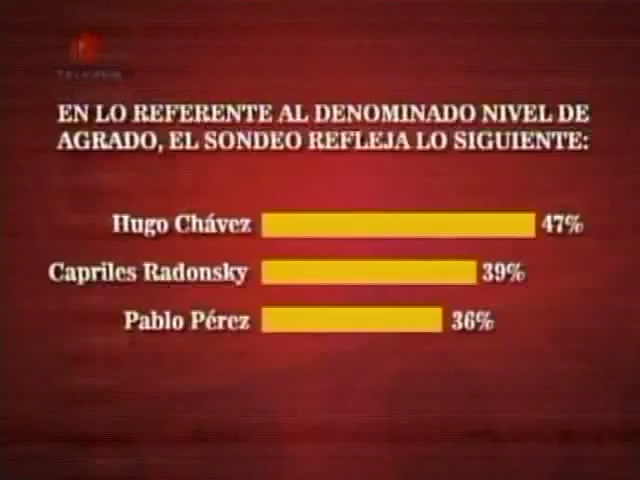 EN LO REFERENTE AL DENOMINADO NIVEL DE
AGRADO, EL SONDEO REFLEJA LO SIGUIENTE:
Hugo Chávez 47%
Capriles Radonsky 39%
Pablo Pérez 36%